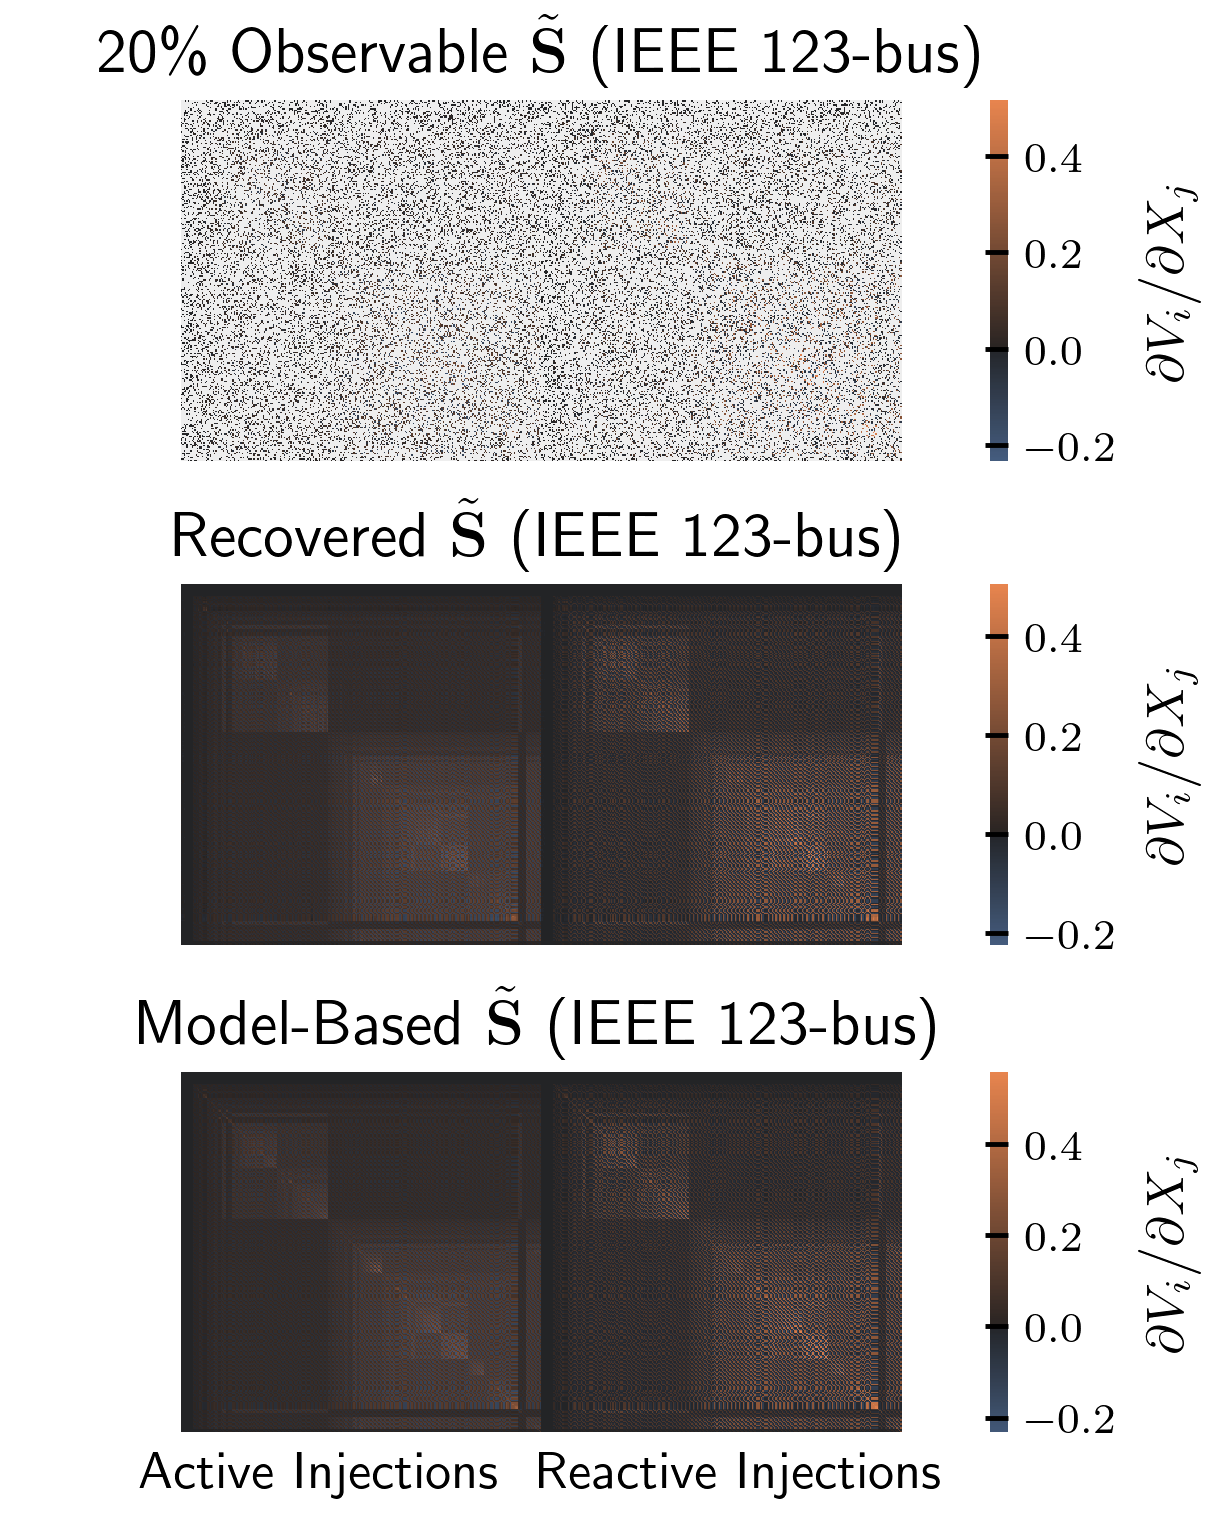 20% Observable S̃ (IEEE 123-bus)
0.4
0.2
0.0
−0.2
∂V_i/∂X_j
Recovered S̃ (IEEE 123-bus)
0.4
0.2
0.0
−0.2
∂V_i/∂X_j
Model-Based S̃ (IEEE 123-bus)
0.4
0.2
0.0
−0.2
∂V_i/∂X_j
Active Injections Reactive Injections